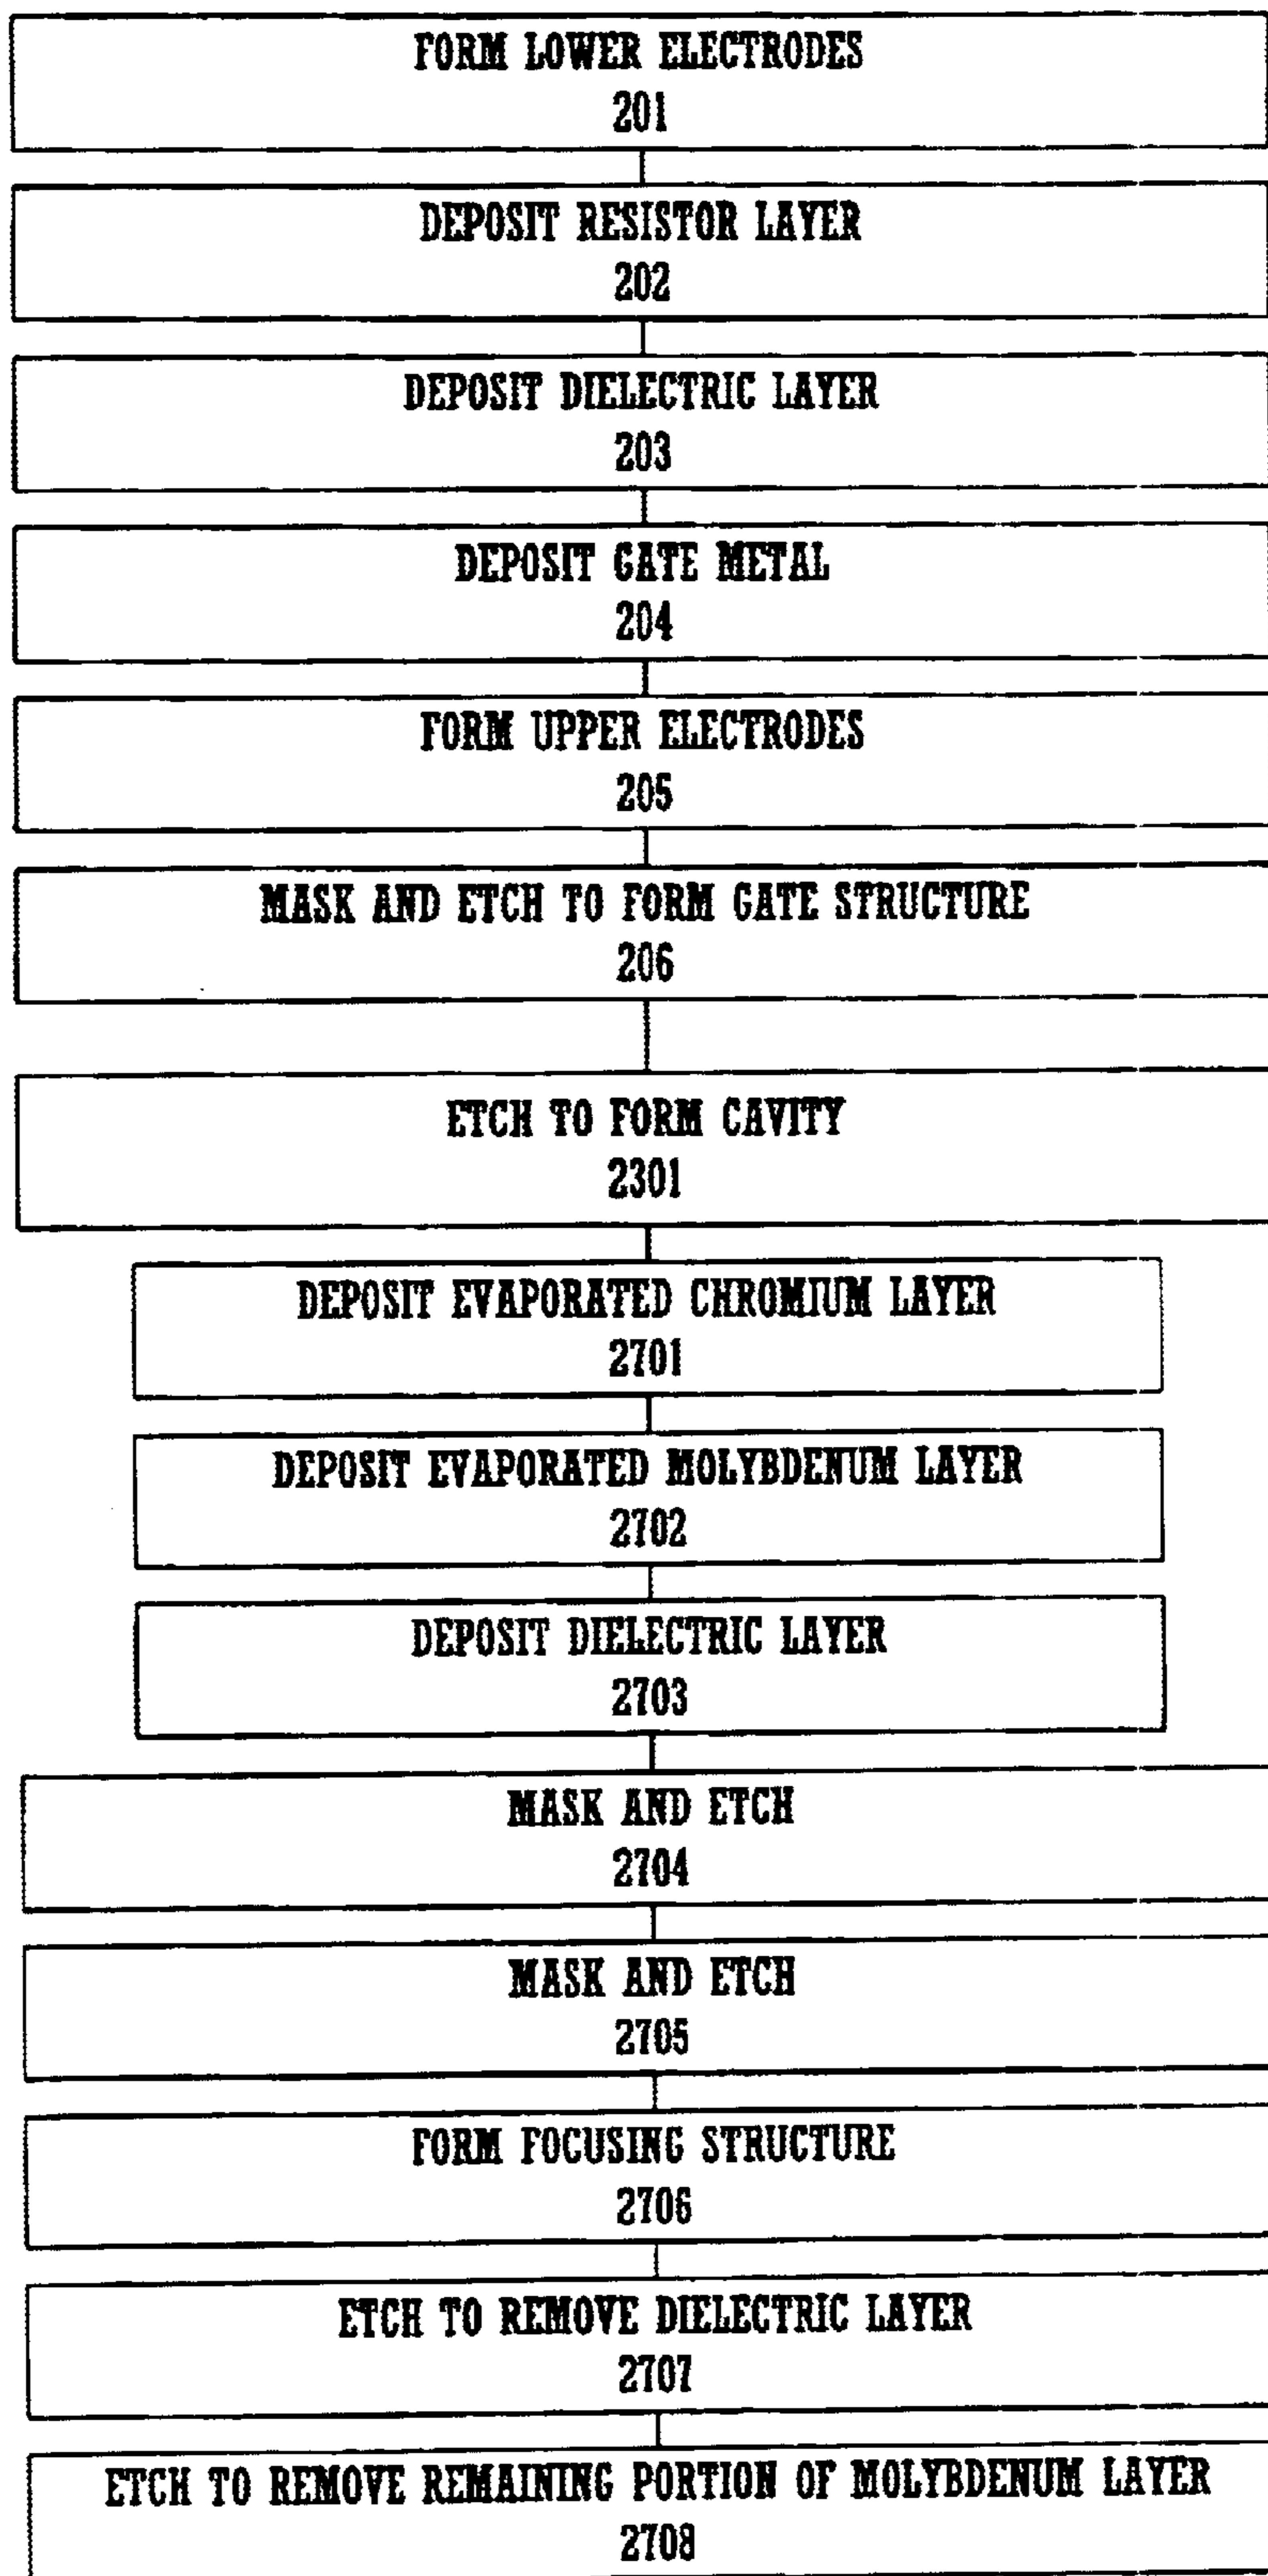 FORM LOWER ELECTRODES
201
DEPOSIT RESISTOR LAYER
202
DEPOSIT DIELECTRIC LAYER
203
DEPOSIT GATE METAL
204
FORM UPPER ELECTRODES
205
MASK AND ETCH TO FORM GATE STRUCTURE
206
ETCH TO FORM CAVITY
2301
DEPOSIT EVAPORATED CHROMIUM LAYER
2701
DEPOSIT EVAPORATED MOLYBDENUM LAYER
2702
DEPOSIT DIELECTRIC LAYER
2703
MASK AND ETCH
2704
MASK AND ETCH
2705
FORM FOCUSING STRUCTURE
2706
ETCH TO REMOVE DIELECTRIC LAYER
2707
ETCH TO REMOVE REMAINING PORTION OF MOLYBDENUM LAYER
2708